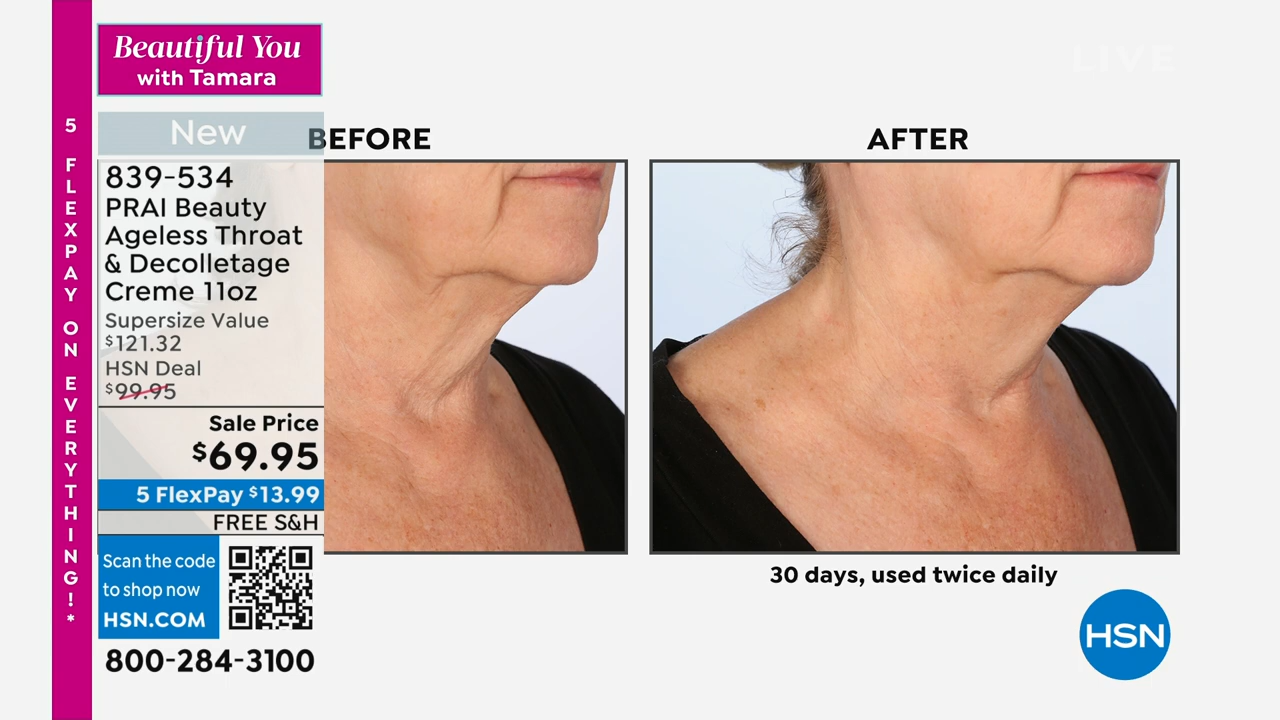 5 FLEXPAY ON EVERYTHING!*
Beautiful You
with Tamara
LIVE
New
839-534
PRAI Beauty
Ageless Throat
& Decolletage
Creme 11oz
Supersize Value
$121.32
HSN Deal
$99.95
Sale Price
$69.95
5 FlexPay $13.99
FREE S&H
Scan the code
to shop now
HSN.COM
800-284-3100
BEFORE
AFTER
30 days, used twice daily
HSN